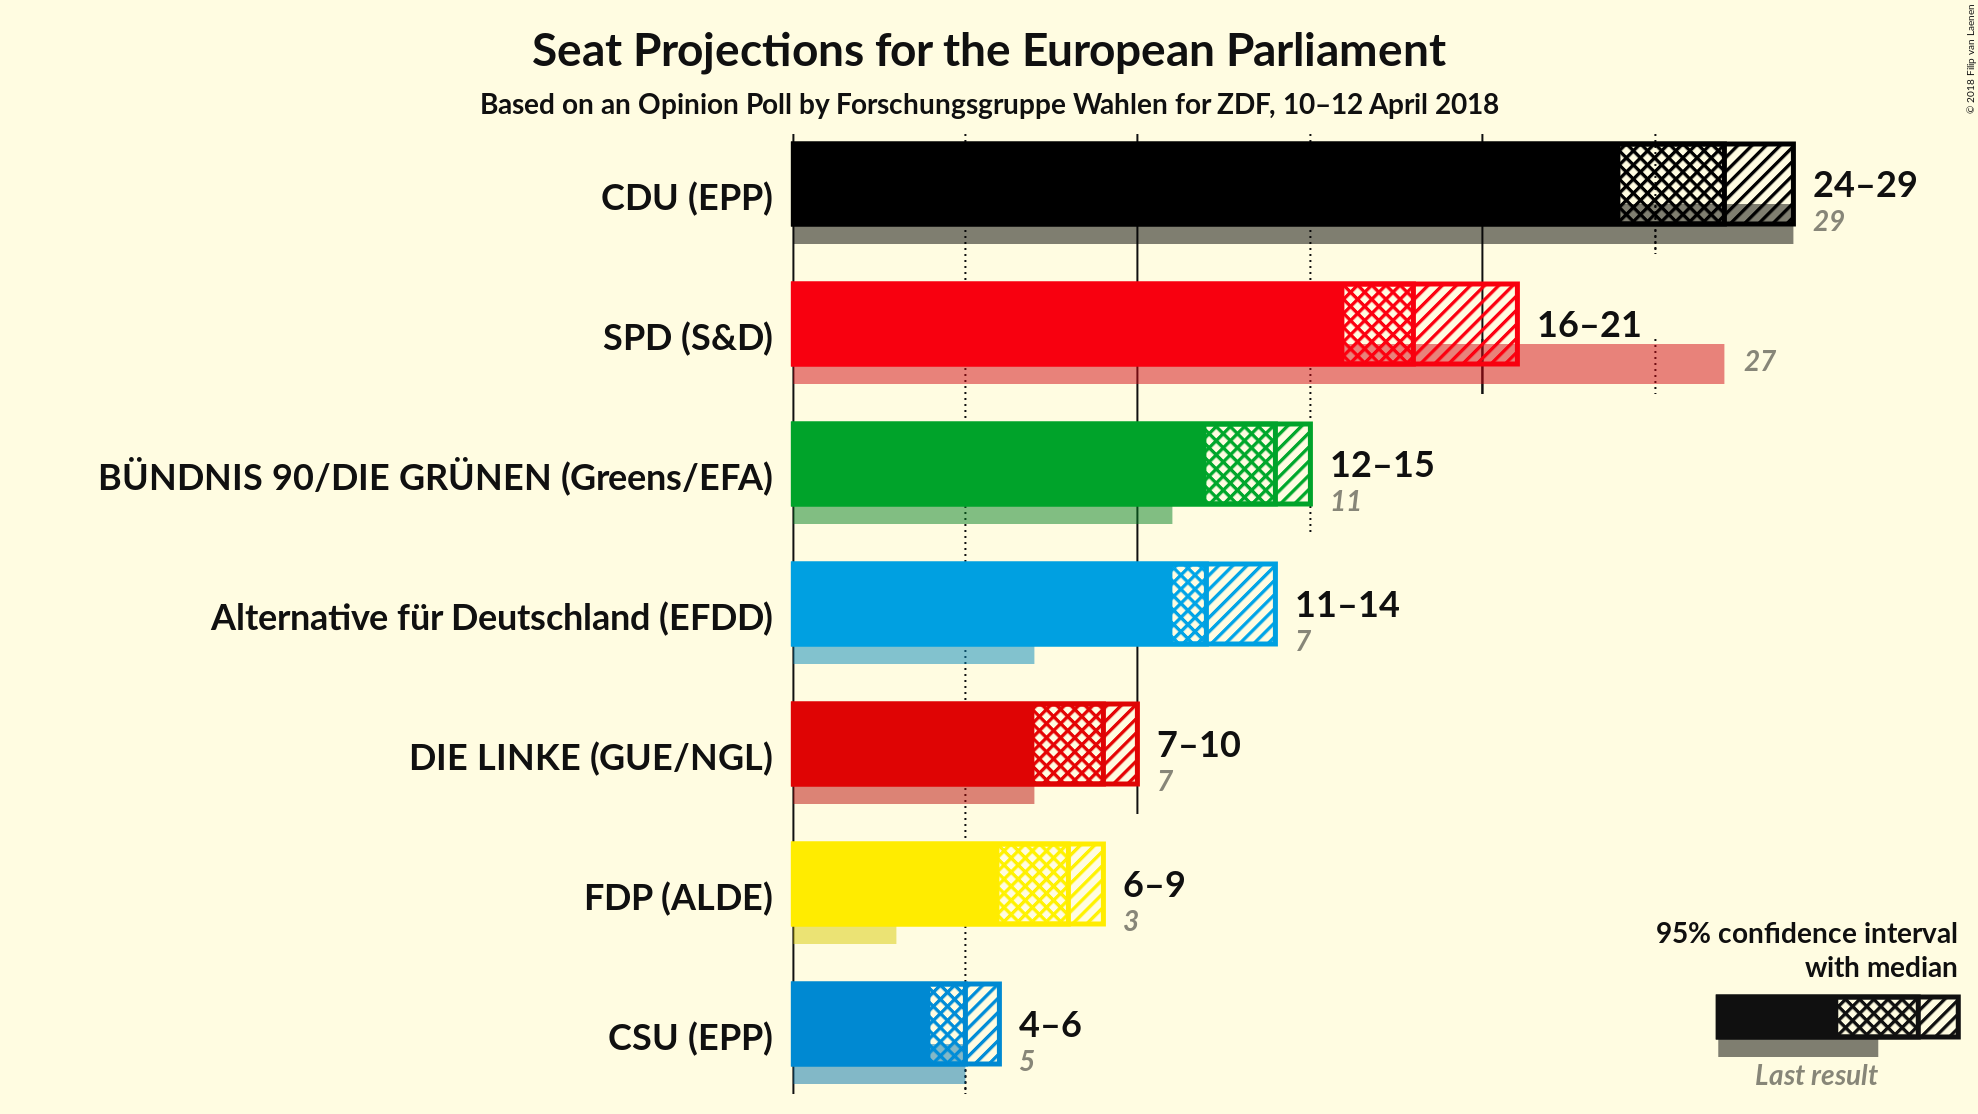 Seat Projections for the European Parliament
Based on an Opinion Poll by Forschungsgruppe Wahlen for ZDF, 10–12 April 2018
© 2018 Filip van Laenen
CDU (EPP)
24–29
29
SPD (S&D)
16–21
27
BÜNDNIS 90/DIE GRÜNEN (Greens/EFA)
12–15
11
Alternative für Deutschland (EFDD)
11–14
7
DIE LINKE (GUE/NGL)
7–10
7
FDP (ALDE)
6–9
3
CSU (EPP)
4–6
5
95% confidence interval
with median
Last result